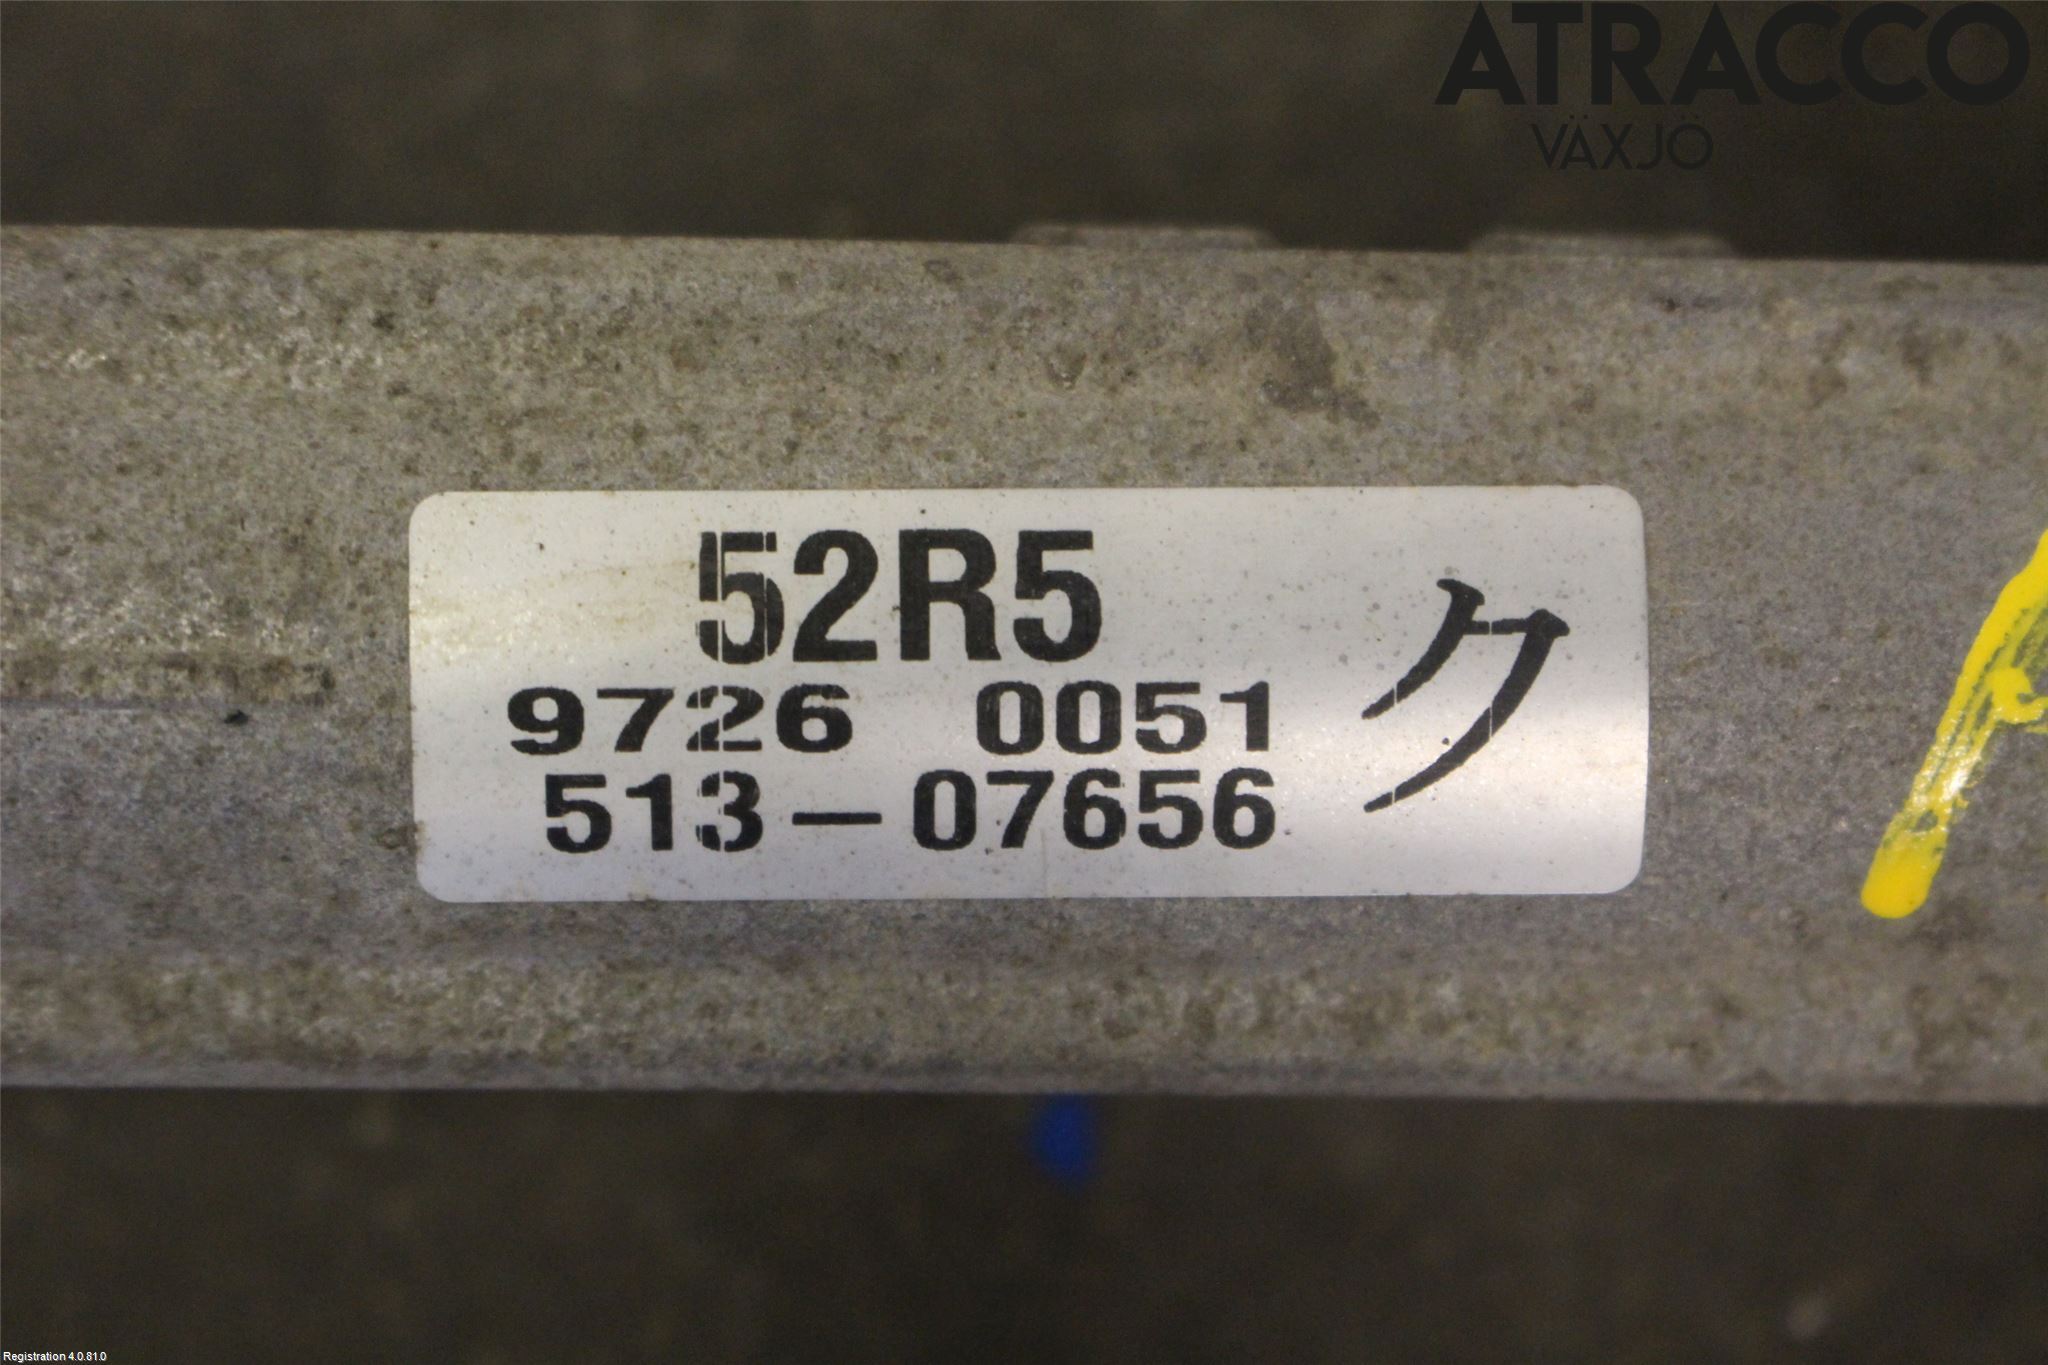 ATRACCO
VÄXJÖ
52R5
9726 0051
513-07656
ク
Registration 4.0.81.0